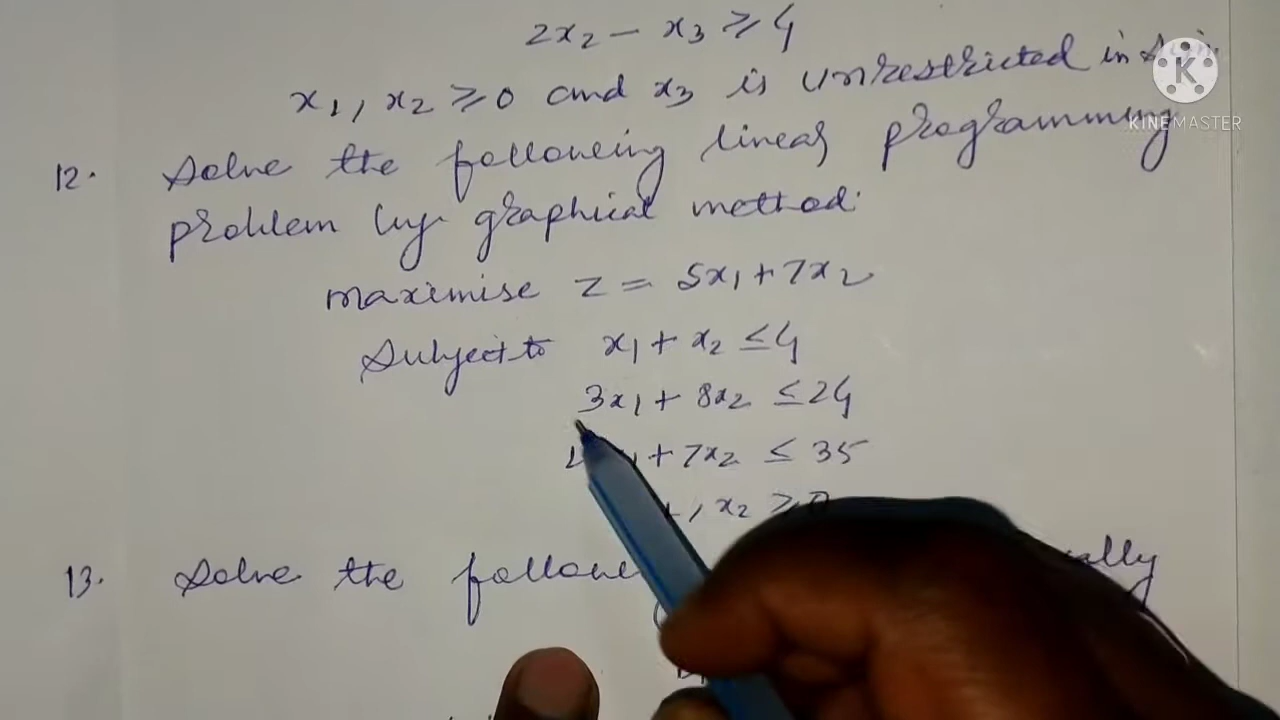 2x₂ - x₃ ≥ 4
x₁, x₂ ≥ 0 and x₃ is unrestricted in
12. Solve the following linear programming
problem by graphical method.
Maximise z = 5x₁ + 7x₂
Subject to x₁ + x₂ ≤ 4
3x₁ + 8x₂ ≤ 24
+ 7x₂ ≤ 35
, x₂ ≥ 0
13. Solve the
KINEMASTER